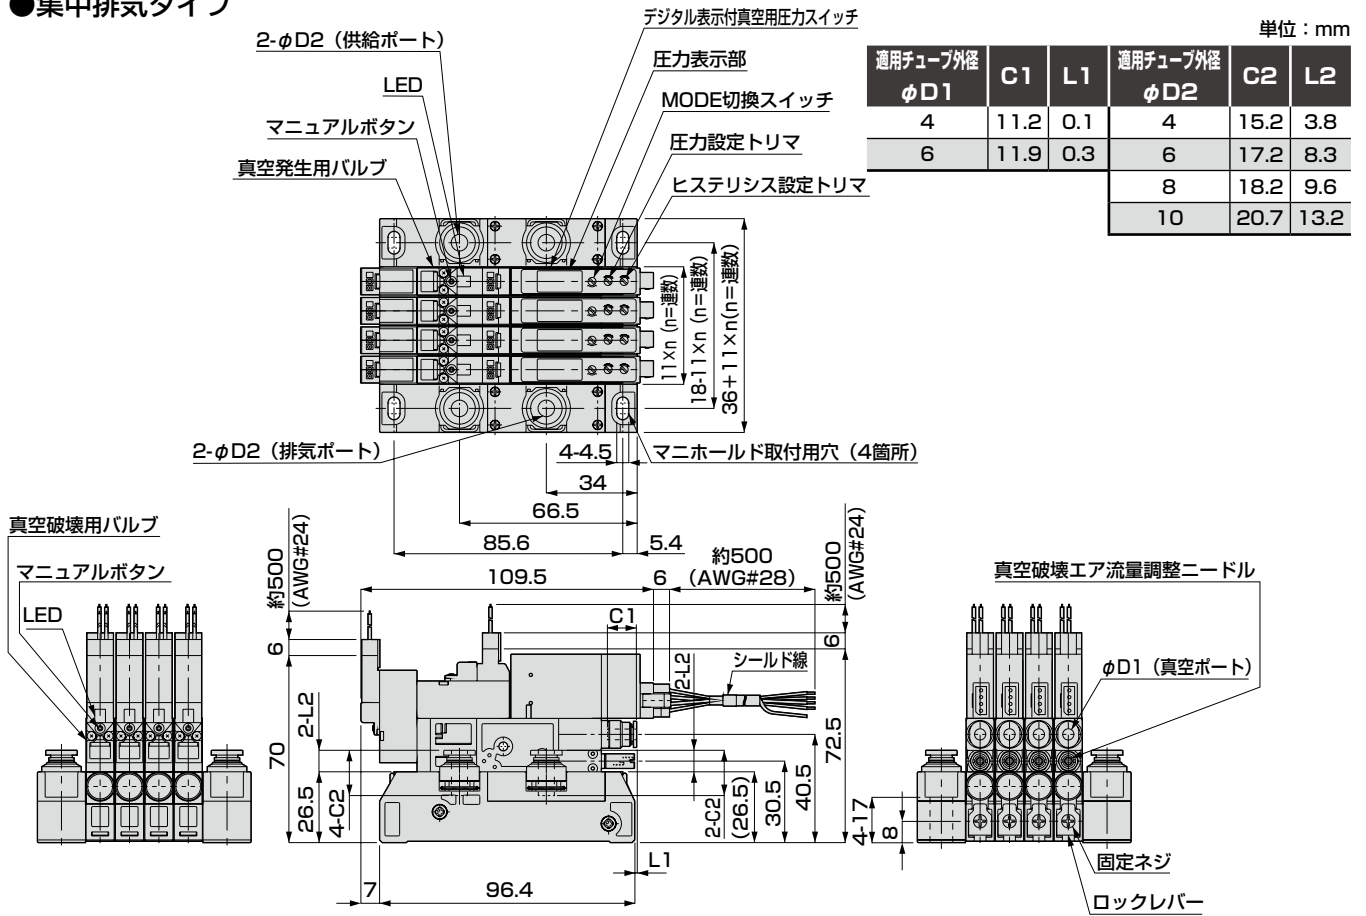 ●集中排気タイプ
単位：mm
適用チューブ外径 φD1 C1 L1 適用チューブ外径 φD2 C2 L2
4 11.2 0.1 4 15.2 3.8
6 11.9 0.3 6 17.2 8.3
8 18.2 9.6
10 20.7 13.2
デジタル表示付真空用圧力スイッチ
2-φD2（供給ポート）
圧力表示部
LED
MODE切換スイッチ
マニュアルボタン
圧力設定トリマ
真空発生用バルブ
ヒステリシス設定トリマ
11×n (n=連数)
18-11×n (n=連数)
36+11×n(n=連数)
2-φD2（排気ポート）
4-4.5
マニホールド取付用穴（4箇所）
34
66.5
85.6
5.4
真空破壊用バルブ
マニュアルボタン
LED
約500
(AWG#24)
109.5
6
約500
(AWG#28)
約500
(AWG#24)
6
6
C1
2-L2
シールド線
70
2-L2
26.5
4-C2
2-C2
(26.5)
30.5
40.5
72.5
L1
7
96.4
真空破壊エア流量調整ニードル
φD1（真空ポート）
4-17
8
固定ネジ
ロックレバー